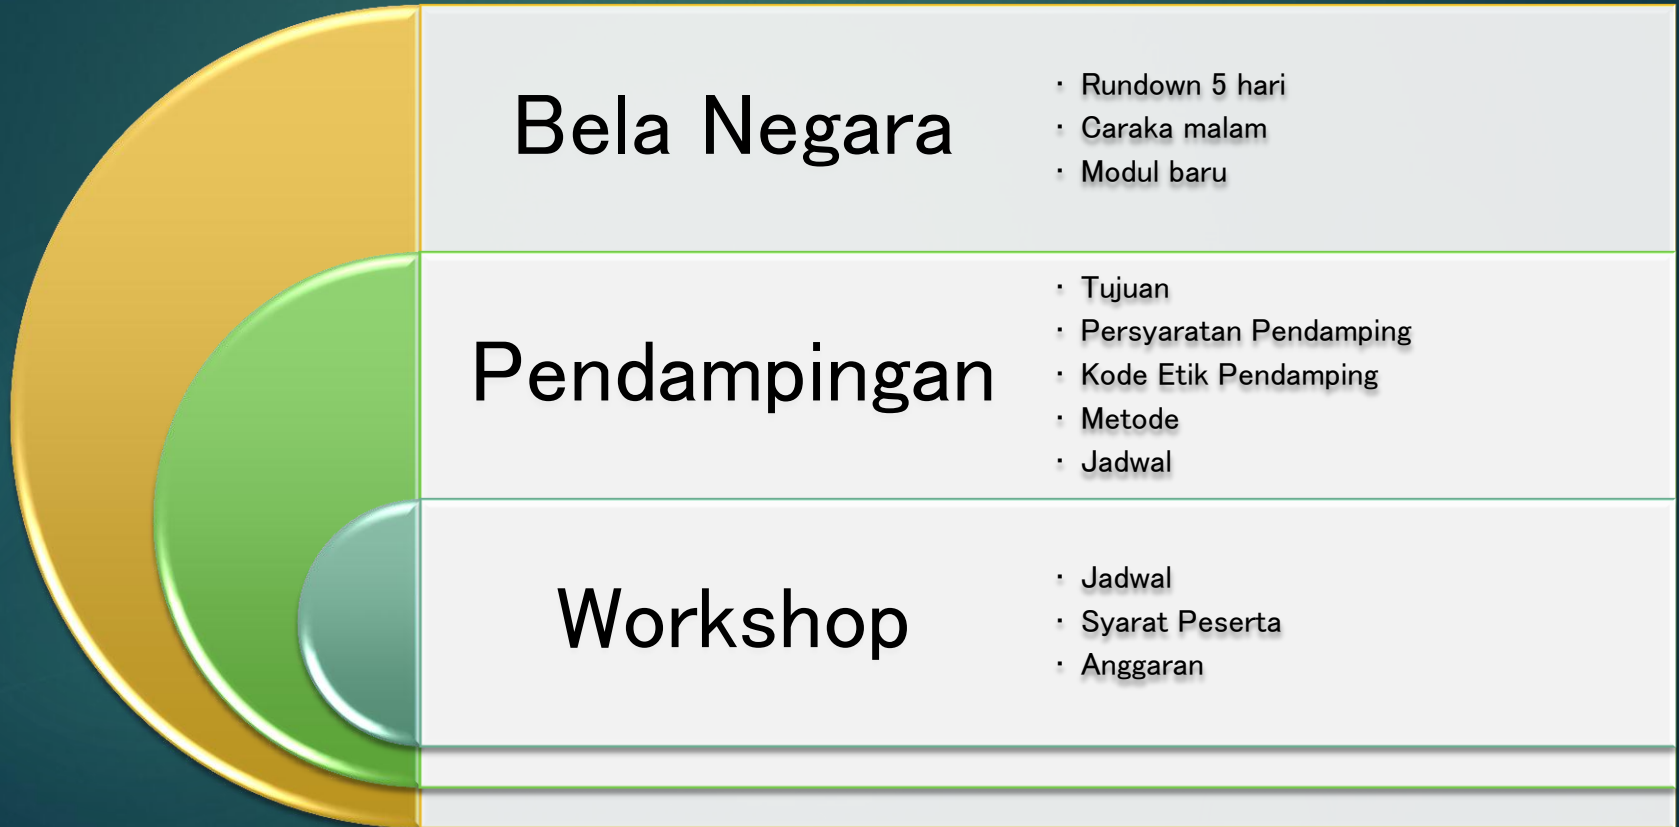 Bela Negara
· Rundown 5 hari
· Caraka malam
· Modul baru
Pendampingan
· Tujuan
· Persyaratan Pendamping
· Kode Etik Pendamping
· Metode
· Jadwal
Workshop
· Jadwal
· Syarat Peserta
· Anggaran